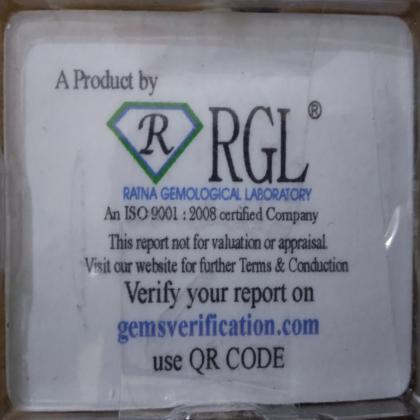 A Product by
R RGL®
RATNA GEMOLOGICAL LABORATORY
An ISO 9001 : 2008 certified Company
This report not for valuation or appraisal.
Visit our website for further Terms & Conduction
Verify your report on
gemsverification.com
use QR CODE